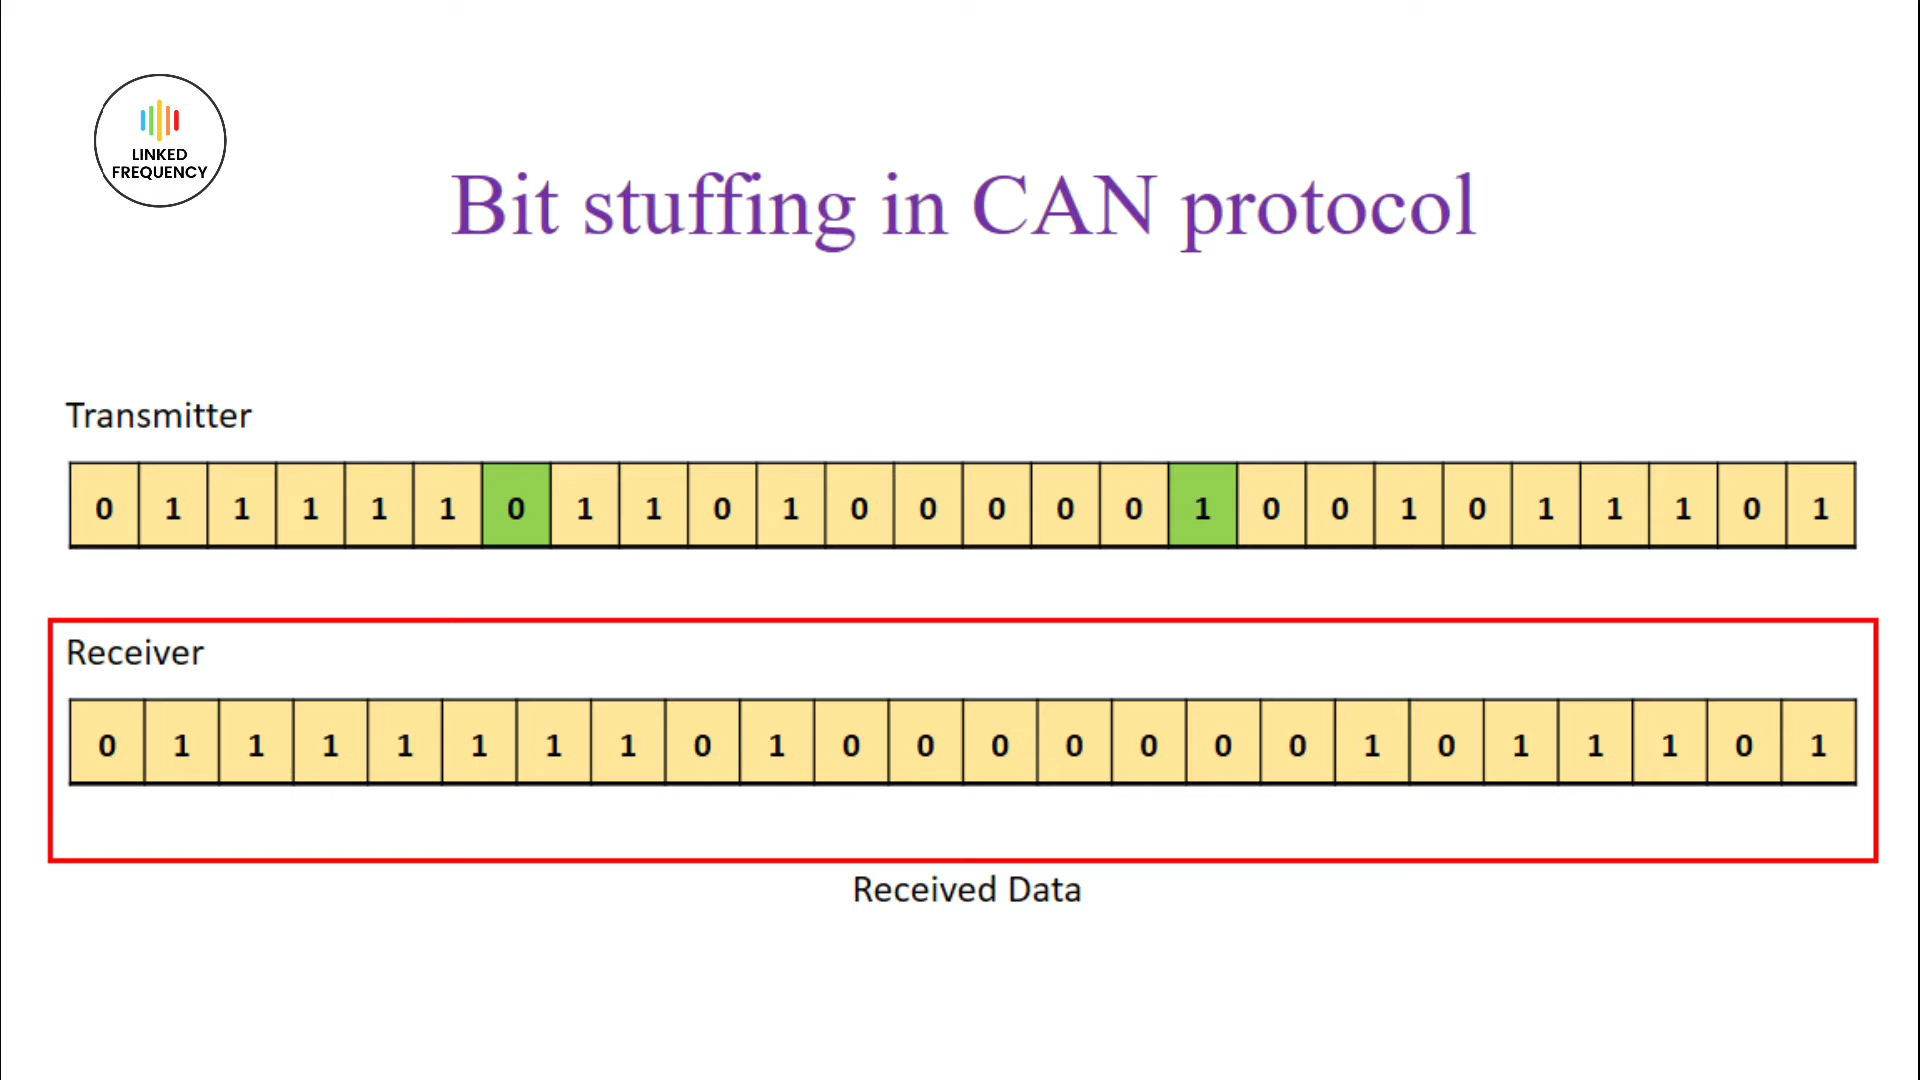 LINKED
FREQUENCY
Bit stuffing in CAN protocol
Transmitter
0 1 1 1 1 1 0 1 1 0 1 0 0 0 0 0 1 0 0 1 0 1 1 1 0 1
Receiver
0 1 1 1 1 1 1 1 0 1 0 0 0 0 0 0 0 1 0 1 1 1 0 1
Received Data